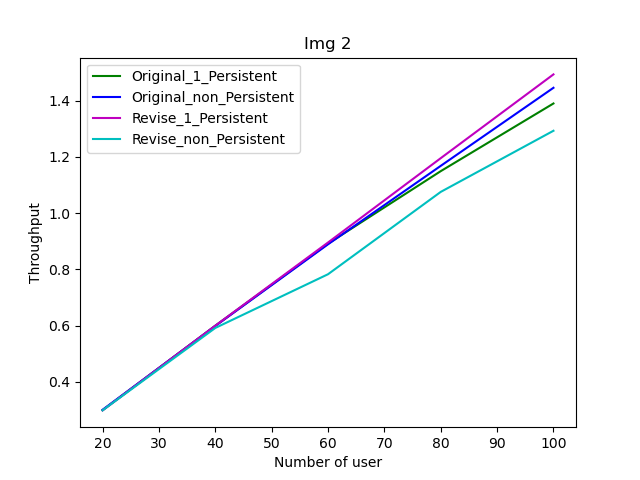 Img 2
Original_1_Persistent
Original_non_Persistent
Revise_1_Persistent
Revise_non_Persistent
Throughput
1.4
1.2
1.0
0.8
0.6
0.4
20 30 40 50 60 70 80 90 100
Number of user